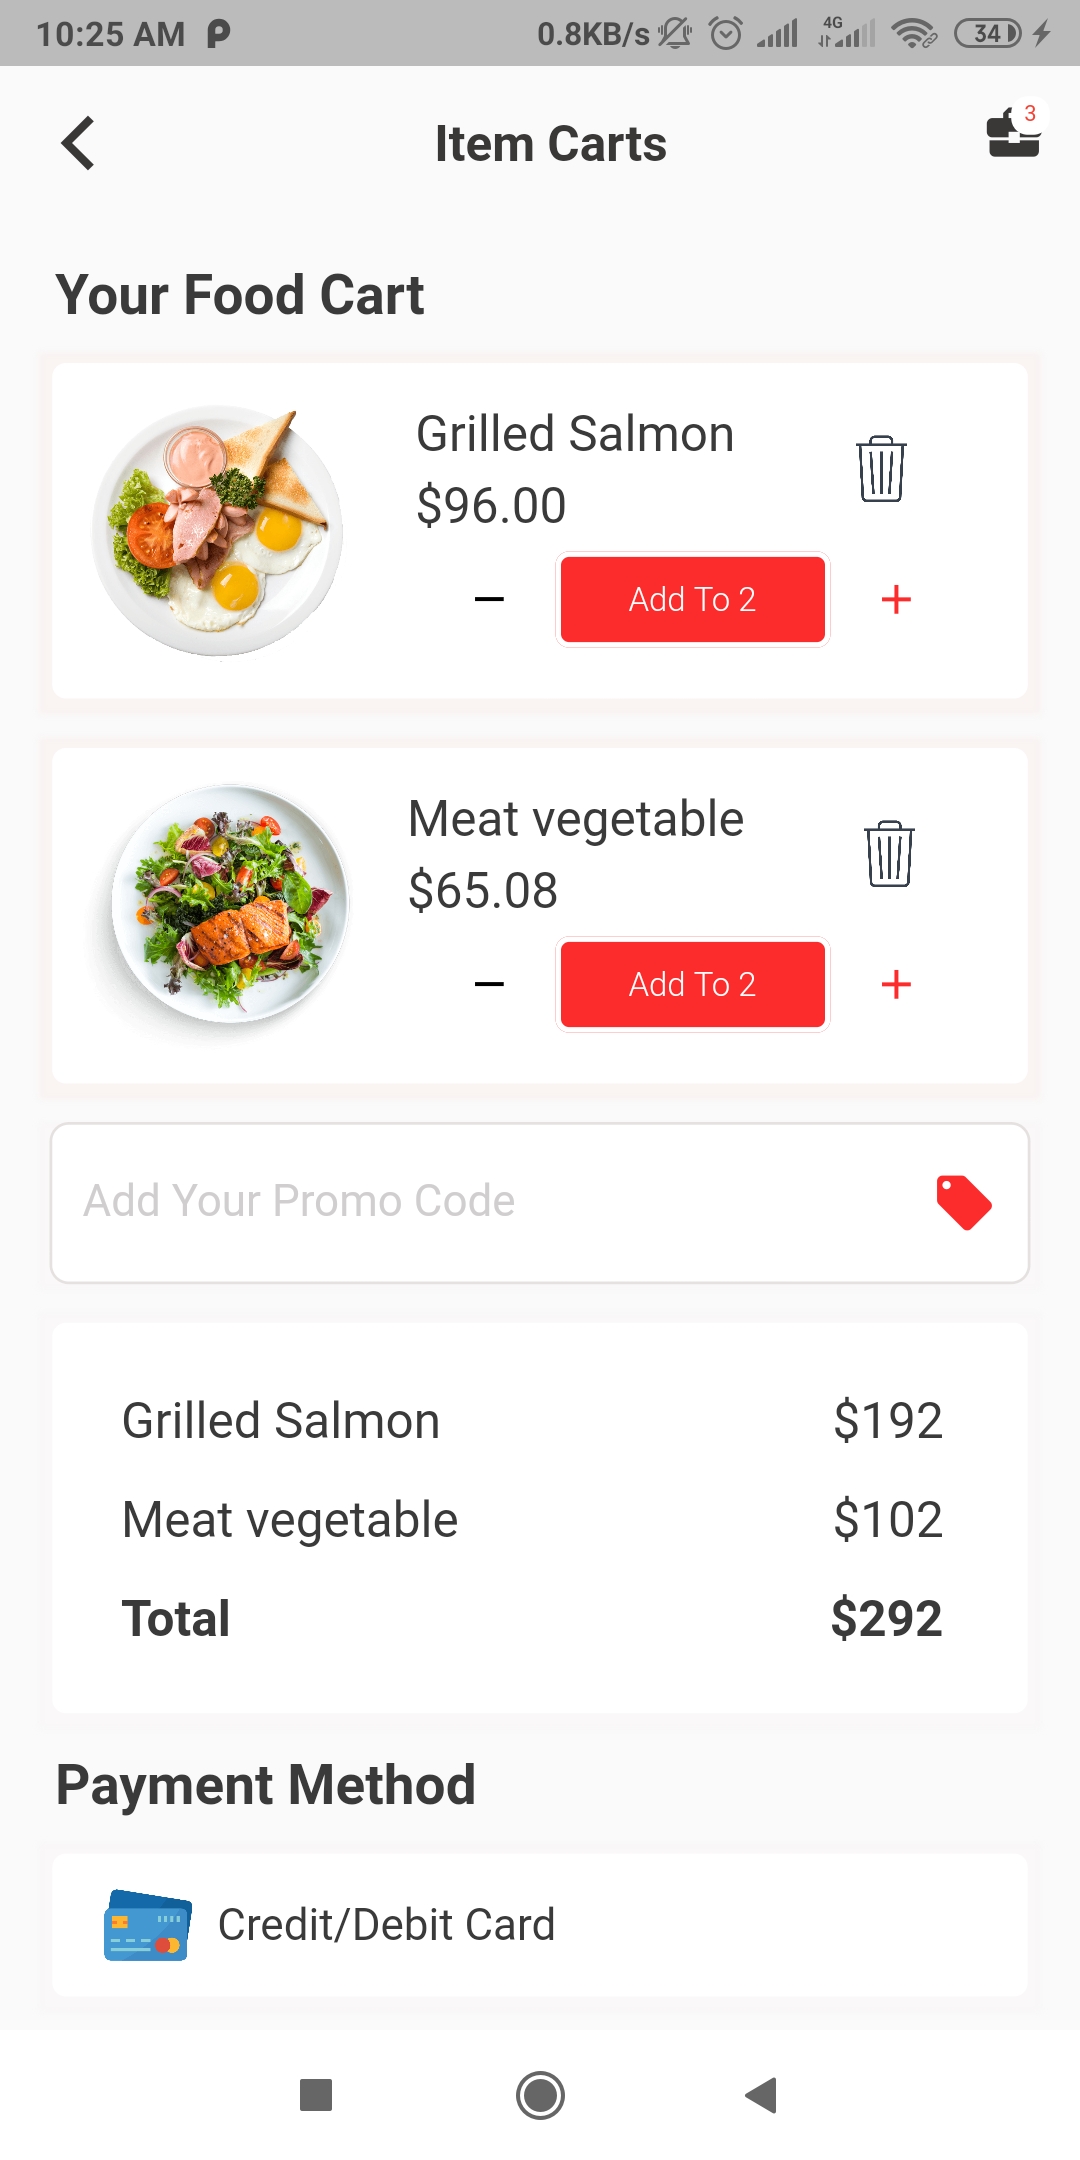 10:25 AM
0.8KB/s 4G 34
Item Carts
3
Your Food Cart
Grilled Salmon
$96.00
Add To 2
Meat vegetable
$65.08
Add To 2
Add Your Promo Code
Grilled Salmon $192
Meat vegetable $102
Total $292
Payment Method
Credit/Debit Card